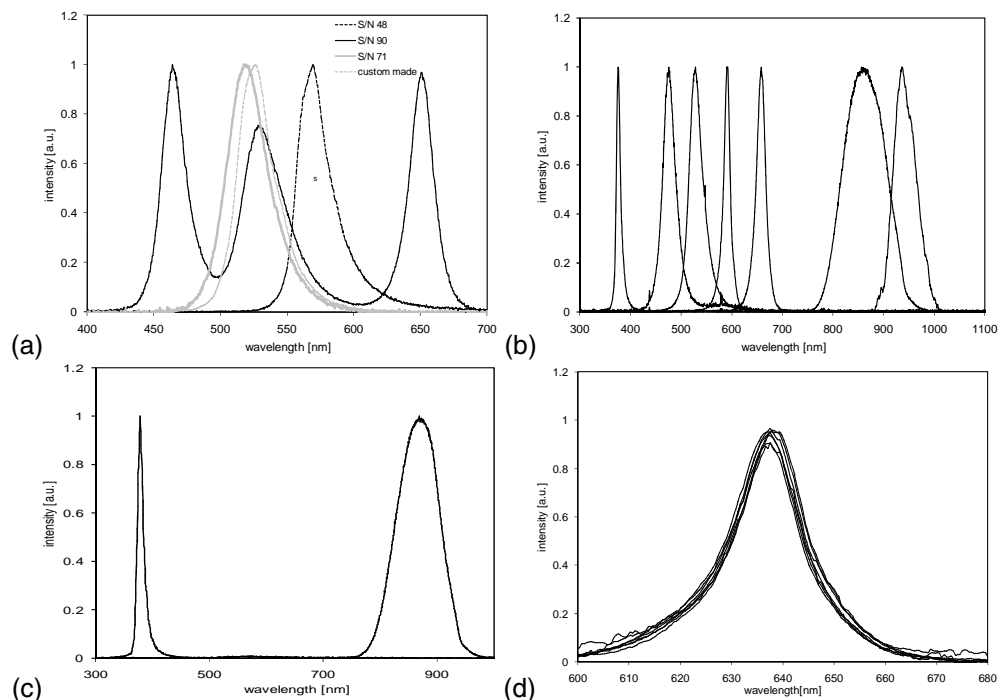 1.2
1
0.8
0.6
0.4
0.2
0
intensity [a.u.]
S/N 48
S/N 90
S/N 71
custom made
s
400 450 500 550 600 650 700
wavelength [nm]
(a)
1.2
1
0.8
0.6
0.4
0.2
0
intensity [a.u.]
300 400 500 600 700 800 900 1000 1100
wavelength [nm]
(b)
1.2
1
0.8
0.6
0.4
0.2
0
intensity [a.u.]
300 500 700 900
wavelength [nm]
(c)
1.2
1
0.8
0.6
0.4
0.2
0
intensity [a.u.]
600 610 620 630 640 650 660 670 680
wavelength[nm]
(d)